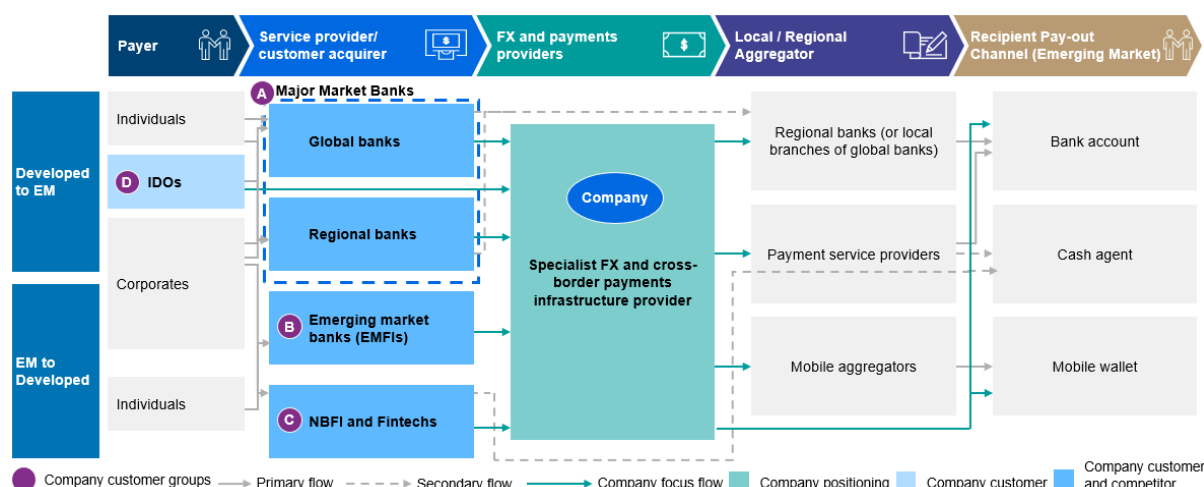 Payer
Service provider/
customer acquirer
$
FX and payments
providers
$
Local / Regional
Aggregator
Recipient Pay-out
Channel (Emerging Market)
Developed
to EM
EM to
Developed
Individuals
D IDOs
Corporates
Individuals
A Major Market Banks
Global banks
Regional banks
B Emerging market
banks (EMFIs)
C NBFI and Fintechs
Company
Specialist FX and cross-
border payments
infrastructure provider
Regional banks (or local
branches of global banks)
Payment service providers
Mobile aggregators
Bank account
Cash agent
Mobile wallet
Company customer groups
Primary flow
Secondary flow
Company focus flow
Company positioning
Company customer
Company customer
and competitor